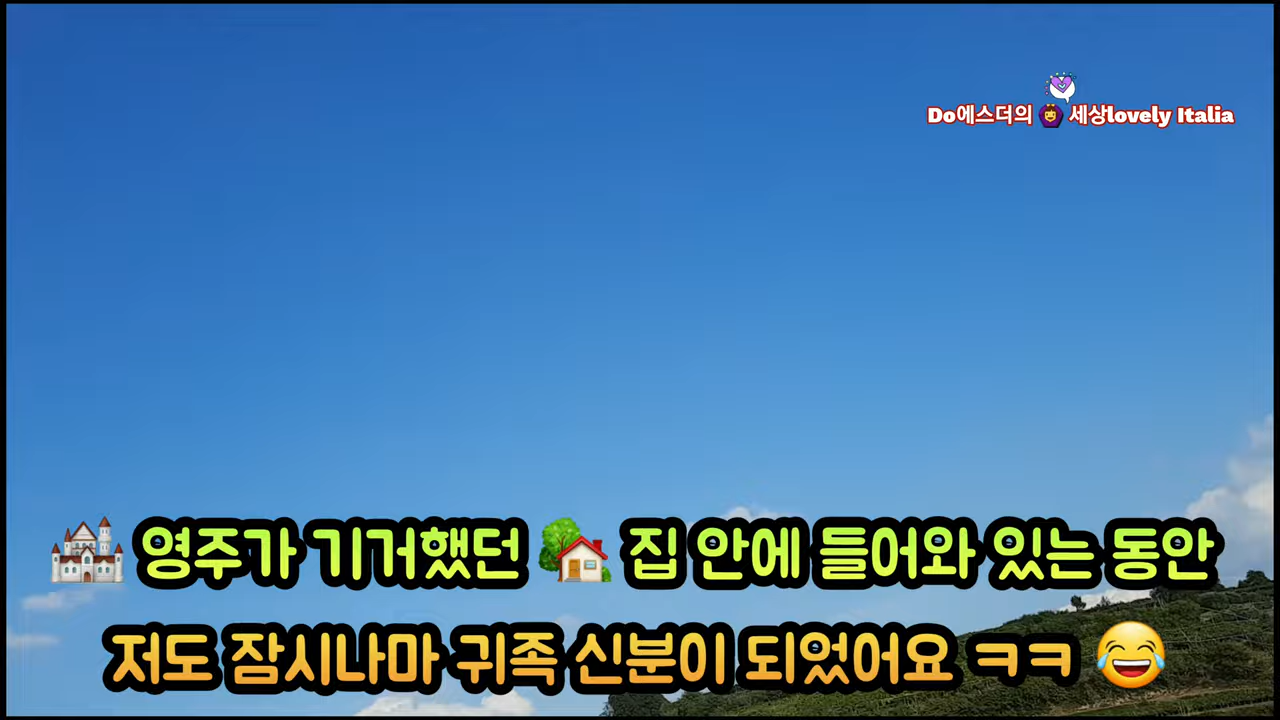 Do에스더의 🙆‍♀️ 세상lovely Italia
🏰 영주가 기거했던 🏡 집 안에 들어와 있는 동안
저도 잠시나마 귀족 신분이 되었어요 ㅋㅋ 😂